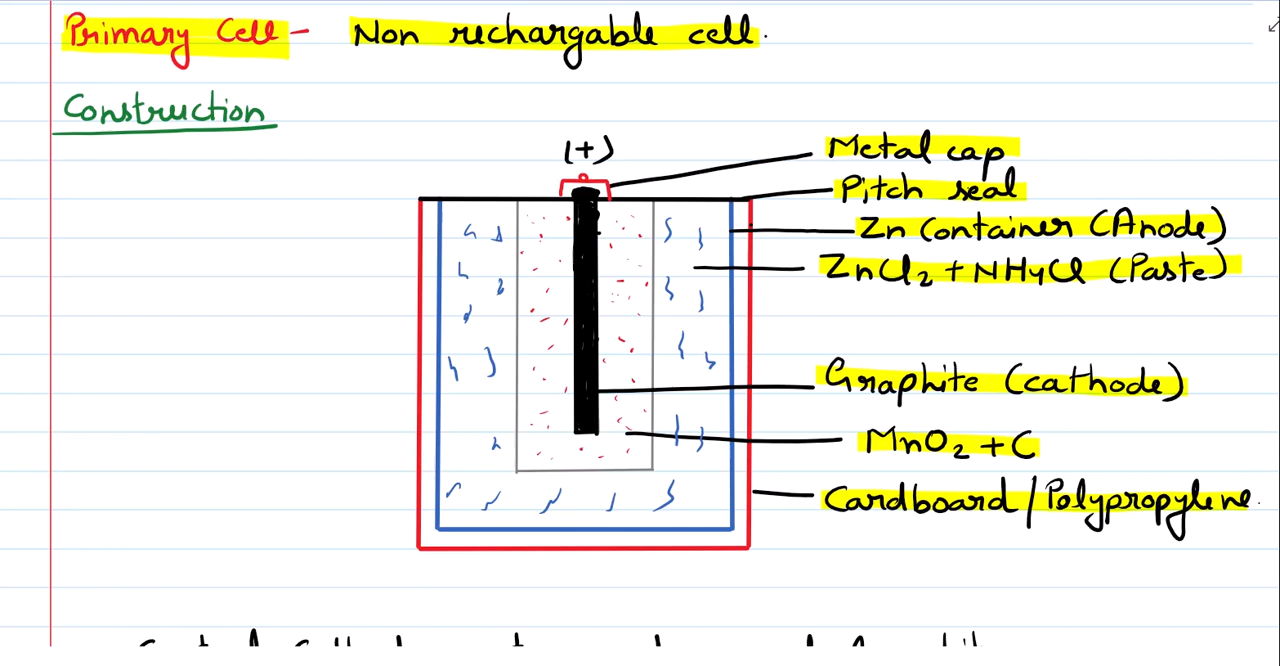 Primary Cell - Non rechargable cell.
Construction
(+)
Metal cap
Pitch seal
Zn Container (Anode)
ZnCl₂ + NH4Cl (Paste)
Graphite (cathode)
MnO₂ + C
Cardboard / Polypropylene.